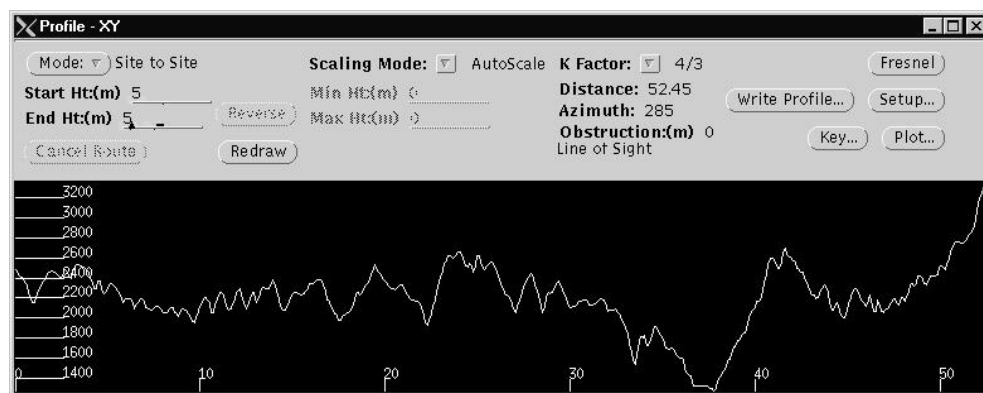 Profile - XY
Mode: Site to Site
Scaling Mode: AutoScale
K Factor: 4/3
Fresnel
Start Ht:(m) 5
Min Ht:(m) 0
Distance: 52.45
Write Profile...
Setup...
End Ht:(m) 5
Reverse
Max Ht:(m) 0
Azimuth: 285
Obstruction:(m) 0
Cancel Route
Redraw
Line of Sight
Key...
Plot...
3200
3000
2800
2600
2400
2200
2000
1800
1600
1400
0 10 20 30 40 50